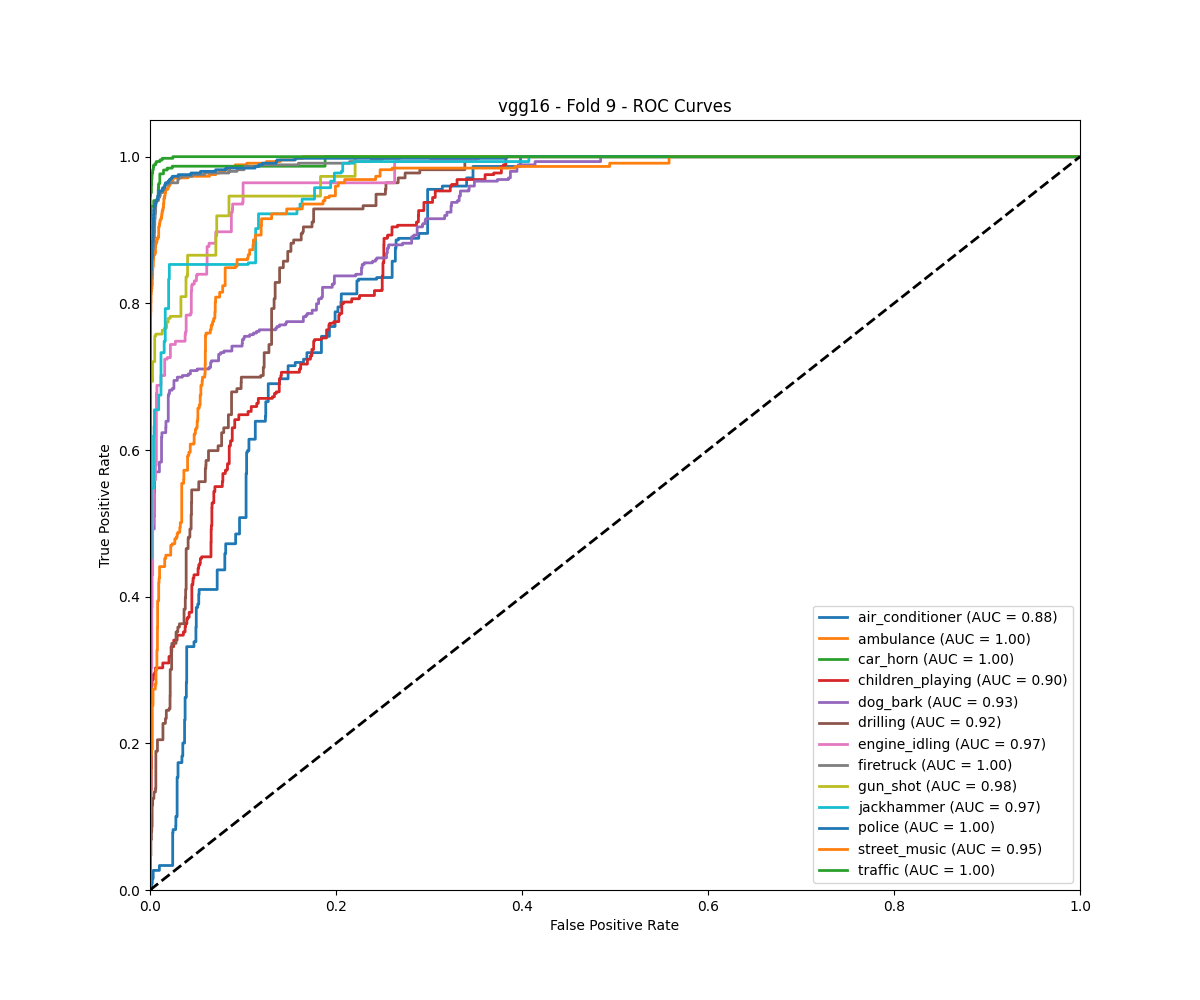 vgg16 - Fold 9 - ROC Curves
1.0
0.8
0.6
0.4
0.2
0.0
True Positive Rate
0.0 0.2 0.4 0.6 0.8 1.0
False Positive Rate
air_conditioner (AUC = 0.88)
ambulance (AUC = 1.00)
car_horn (AUC = 1.00)
children_playing (AUC = 0.90)
dog_bark (AUC = 0.93)
drilling (AUC = 0.92)
engine_idling (AUC = 0.97)
firetruck (AUC = 1.00)
gun_shot (AUC = 0.98)
jackhammer (AUC = 0.97)
police (AUC = 1.00)
street_music (AUC = 0.95)
traffic (AUC = 1.00)